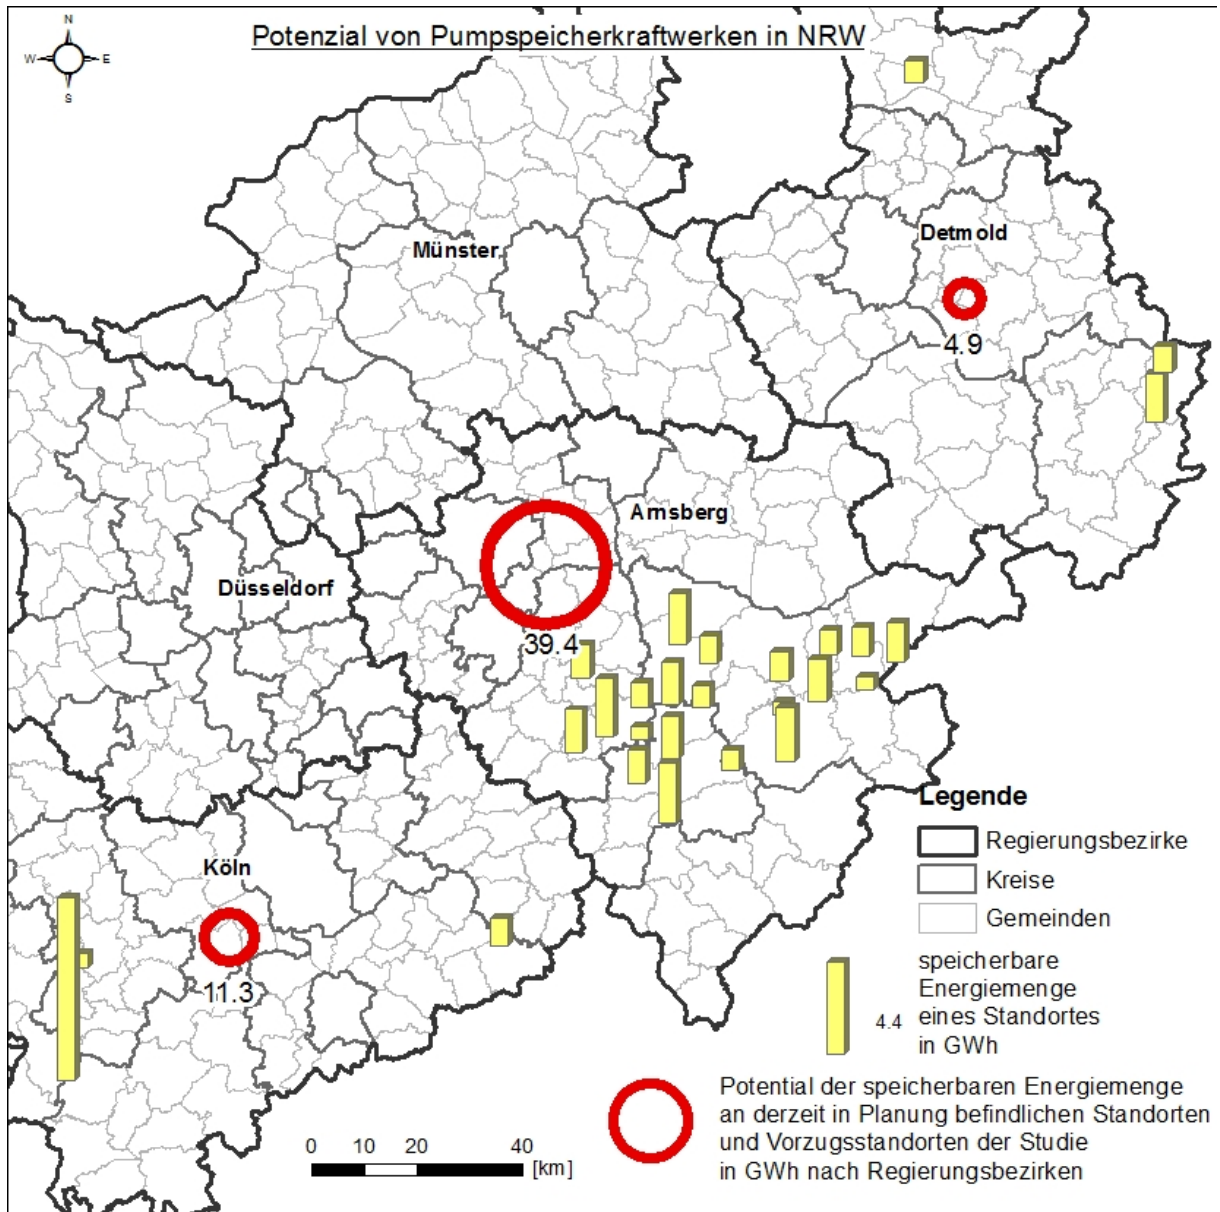 Potenzial von Pumpspeicherkraftwerken in NRW
N
W
E
S
Detmold
Münster
4.9
Arnsberg
Düsseldorf
39.4
Legende
Regierungsbezirke
Köln
Kreise
Gemeinden
11.3
speicherbare
Energiemenge
4.4 eines Standortes
in GWh
Potential der speicherbaren Energiemenge
an derzeit in Planung befindlichen Standorten
und Vorzugsstandorten der Studie
in GWh nach Regierungsbezirken
0 10 20 40
[km]